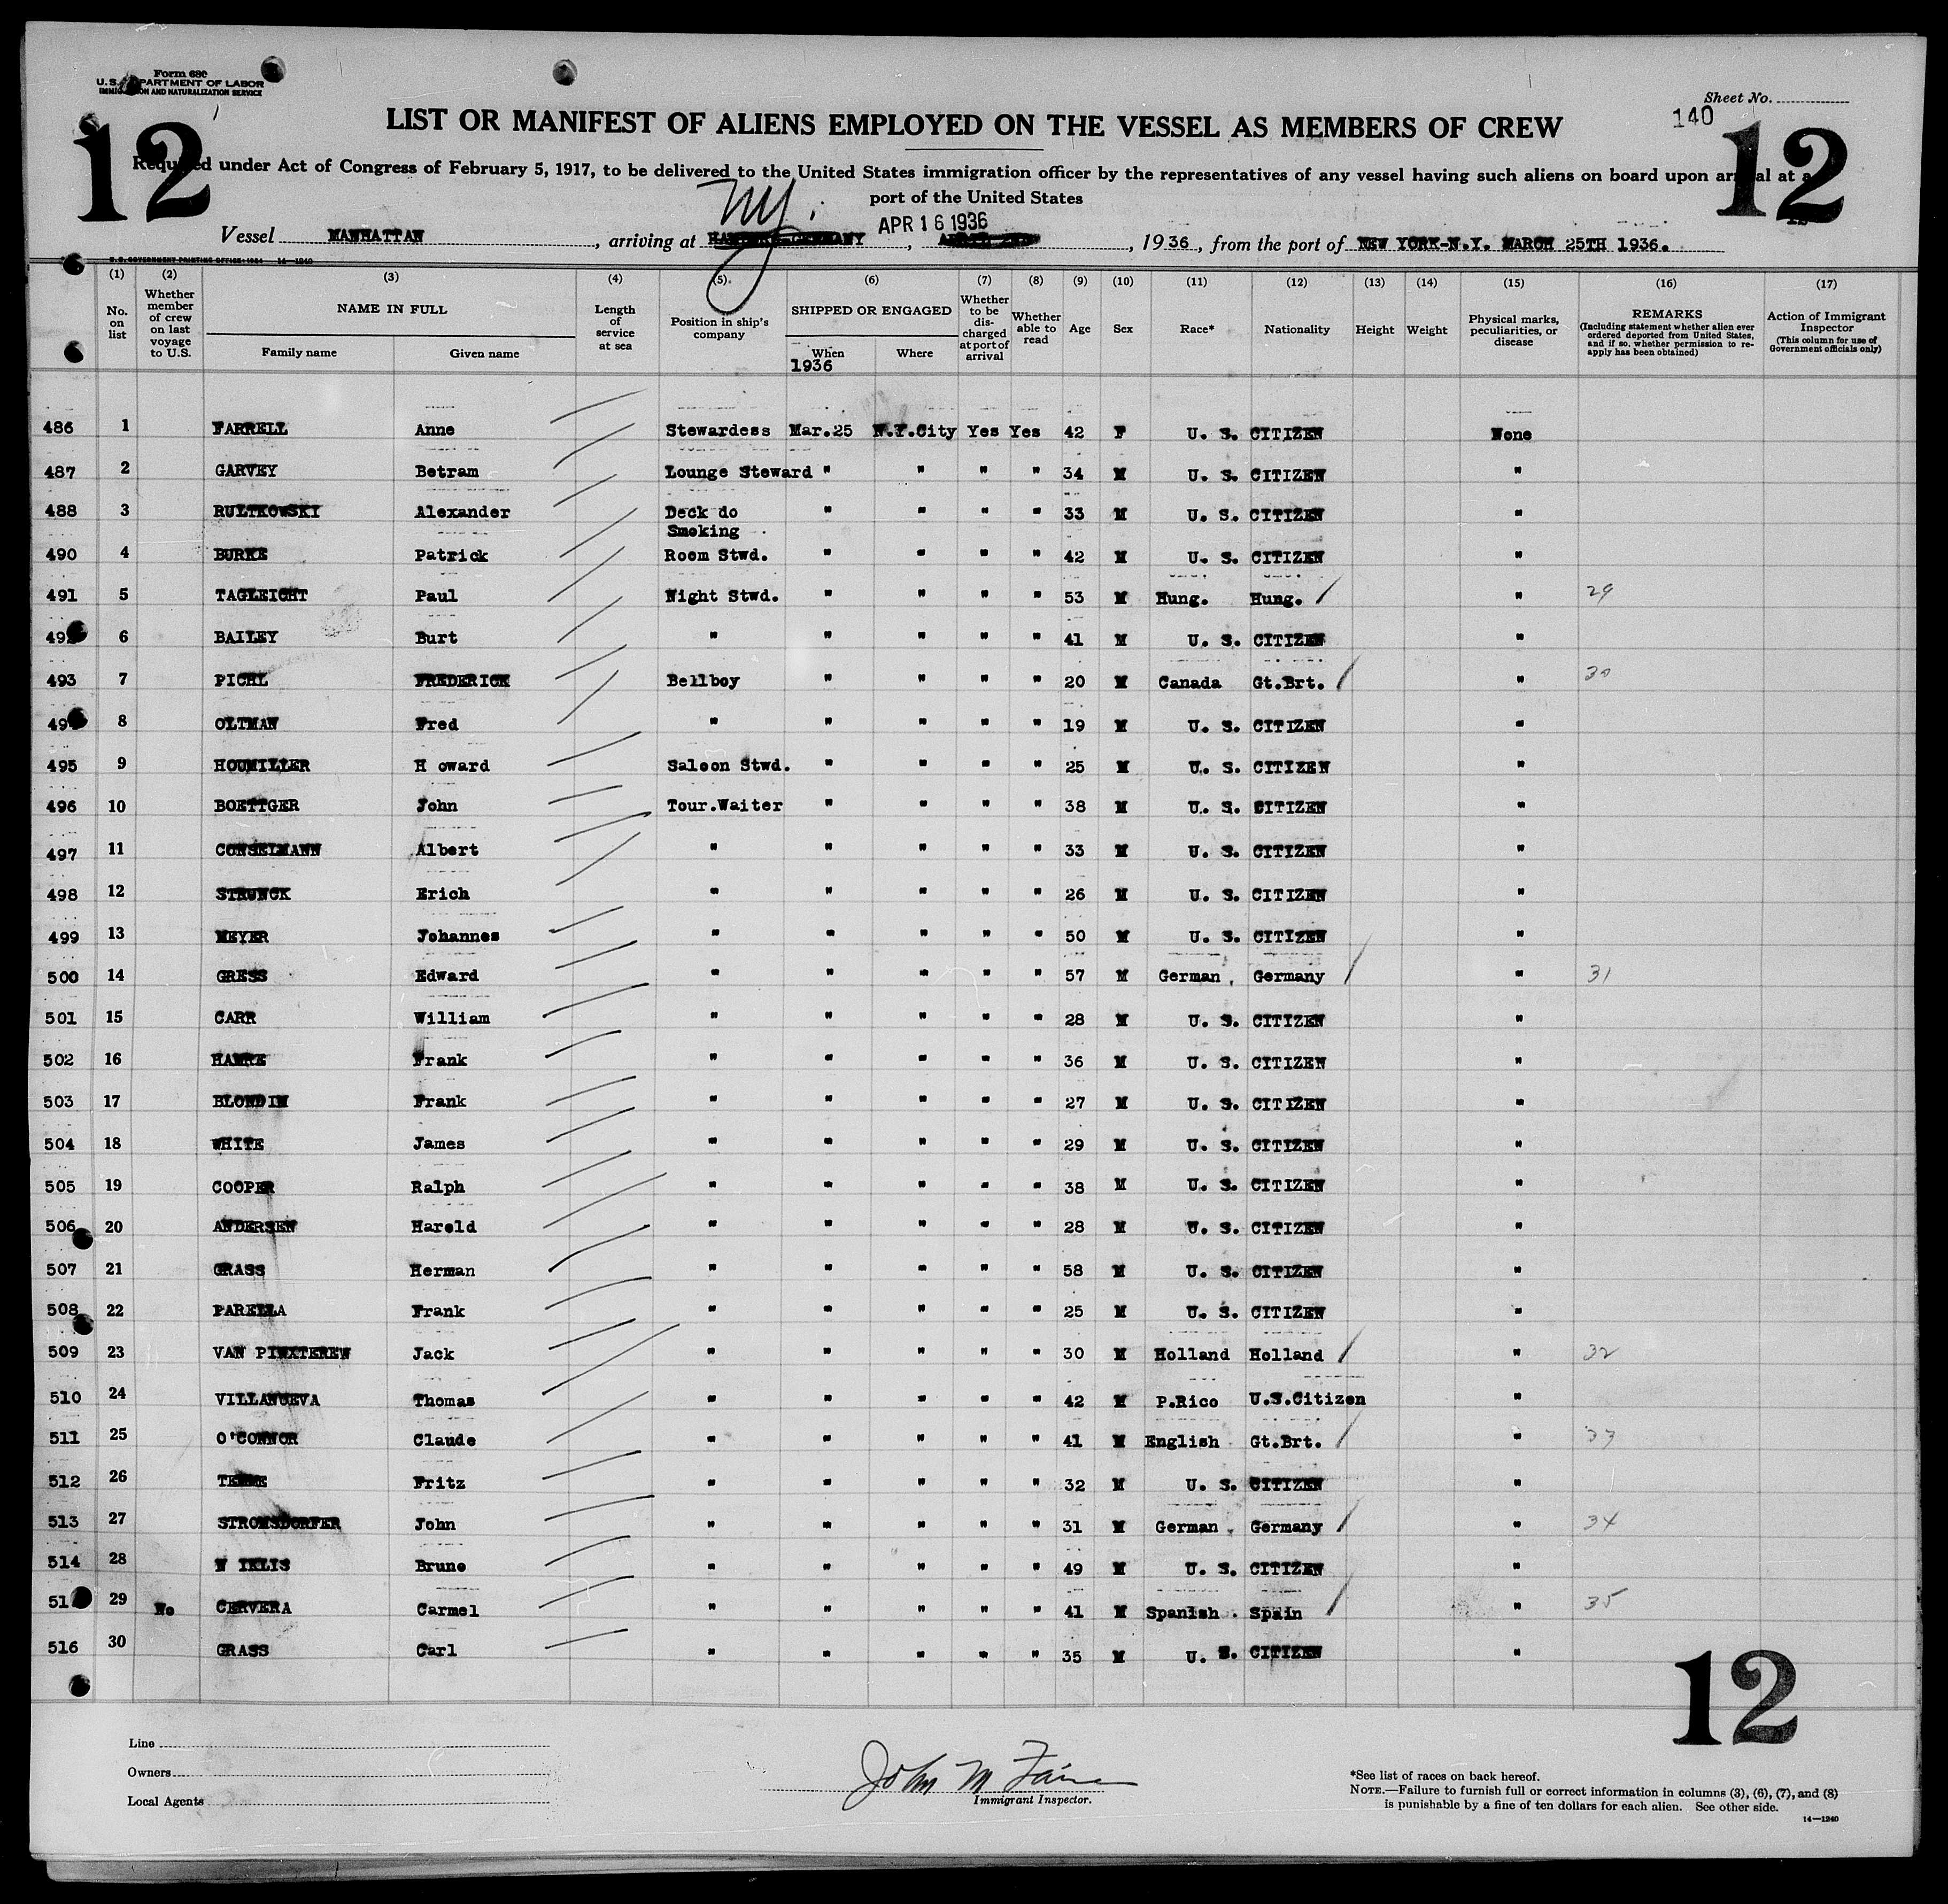 Form 680
U.S. DEPARTMENT OF LABOR
IMMIGRATION AND NATURALIZATION SERVICE
Sheet No.
140
12
12
LIST OR MANIFEST OF ALIENS EMPLOYED ON THE VESSEL AS MEMBERS OF CREW
Required under Act of Congress of February 5, 1917, to be delivered to the United States immigration officer by the representatives of any vessel having such aliens on board upon arrival at a
port of the United States
N.Y.
APR 16 1936
Vessel MANHATTAN, arriving at HAMBURG-GERMANY, 1936, from the port of NEW YORK-N.Y. MARCH 25TH 1936.
U.S. GOVERNMENT PRINTING OFFICE: 1934 14—1240
(1) (2) (3) (4) (5) (6) (7) (8) (9) (10) (11) (12) (13) (14) (15) (16) (17)
No. on list
Whether member of crew on last voyage to U.S.
NAME IN FULL
Family name Given name
Length of service at sea
Position in ship's company
SHIPPED OR ENGAGED
When Where
1936
Whether to be discharged at port of arrival
Whether able to read
Age Sex Race* Nationality Height Weight
Physical marks, peculiarities, or disease
REMARKS
(Including statement whether alien ever ordered deported from United States, and if so, whether permission to reapply has been obtained)
Action of Immigrant Inspector
(This column for use of Government officials only)
486 1 FARRELL Anne Stewardess Mar.25 N.Y.City Yes Yes 42 F U. S. CITIZEN None
487 2 GARVEY Betram Lounge Steward " " " " 34 M U. S. CITIZEN "
488 3 RULTKOWSKI Alexander Deck do " " " " 33 M U. S. CITIZEN "
490 4 BURKE Patrick Smoking Room Stwd. " " " " 42 M U. S. CITIZEN "
491 5 TAGLEICHT Paul Night Stwd. " " " " 53 M Hung. Hung. " 29
492 6 BAILEY Burt " " " " " 41 M U. S. CITIZEN "
493 7 PICHL FREDERICK Bellboy " " " " 20 M Canada Gt.Brt. " 30
49 8 OLTMAN Fred " " " " " 19 M U. S. CITIZEN "
495 9 HOUMILLER H oward Saloon Stwd. " " " " 25 M U. S. CITIZEN "
496 10 BOETTGER John Tour.Waiter " " " " 38 M U. S. CITIZEN "
497 11 CONSELMANN Albert " " " " " 33 M U. S. CITIZEN "
498 12 STRUNCK Erich " " " " " 26 M U. S. CITIZEN "
499 13 MEYER Johannes " " " " " 50 M U. S. CITIZEN "
500 14 GRESS Edward " " " " " 57 M German Germany " 31
501 15 CARR William " " " " " 28 M U. S. CITIZEN "
502 16 Frank " " " " " 36 M U. S. CITIZEN "
503 17 BLONDIN Frank " " " " " 27 M U. S. CITIZEN "
504 18 WHITE James " " " " " 29 M U. S. CITIZEN "
505 19 COOPER Ralph " " " " " 38 M U. S. CITIZEN "
506 20 ANDERSEN Harold " " " " " 28 M U. S. CITIZEN "
507 21 GRASS Herman " " " " " 58 M U. S. CITIZEN "
508 22 PARELLA Frank " " " " " 25 M U. S. CITIZEN "
509 23 VAN PINXTEREN Jack " " " " " 30 M Holland Holland " 32
510 24 VILLANUEVA Thomas " " " " " 42 M P.Rico U.S.Citizen "
511 25 O'CONNOR Claude " " " " " 41 M English Gt.Brt. " 33
512 26 Fritz " " " " " 32 M U. S. CITIZEN "
513 27 STROMSDORFER John " " " " " 31 M German Germany " 34
514 28 W IKLIS Bruno " " " " " 49 M U. S. CITIZEN "
51 29 No CERVERA Carmel " " " " " 41 M Spanish Spain " 35
516 30 GRASS Carl " " " " " 35 M U. S. CITIZEN "
12
Line
Owners
Local Agents
John M
Immigrant Inspector.
*See list of races on back hereof.
NOTE.—Failure to furnish full or correct information in columns (3), (6), (7), and (8)
is punishable by a fine of ten dollars for each alien. See other side.
14—1240